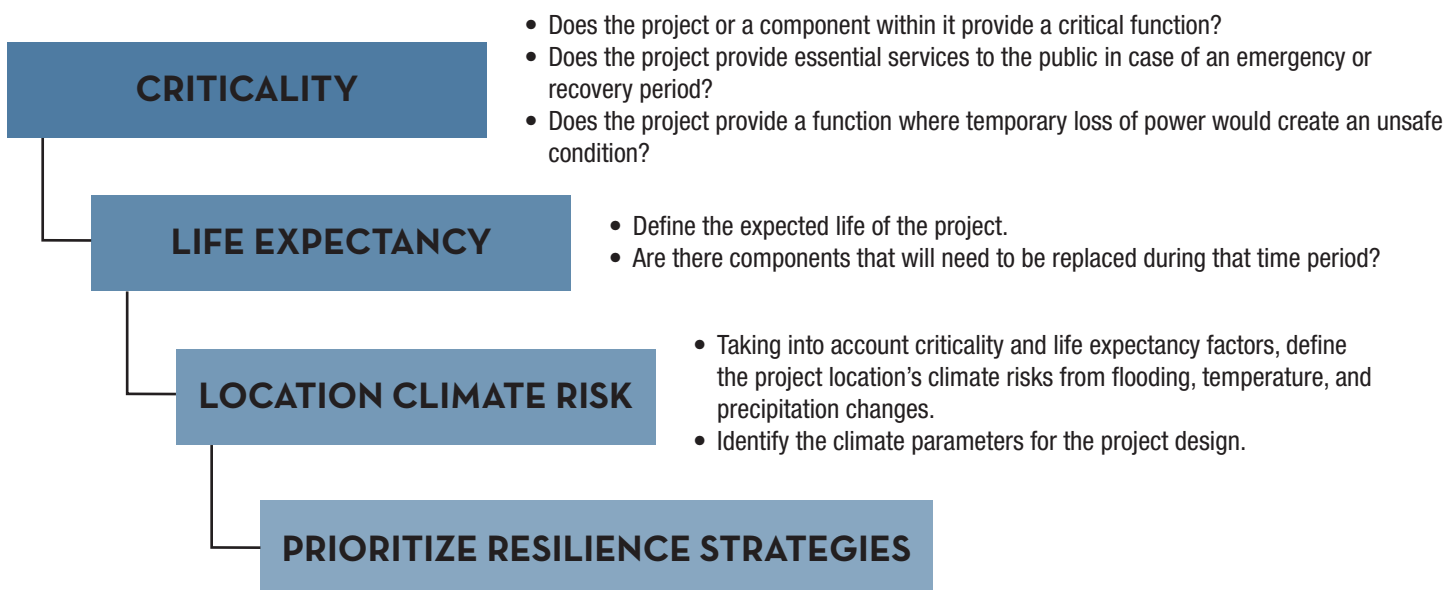 CRITICALITY
• Does the project or a component within it provide a critical function?
• Does the project provide essential services to the public in case of an emergency or
recovery period?
• Does the project provide a function where temporary loss of power would create an unsafe
condition?
LIFE EXPECTANCY
• Define the expected life of the project.
• Are there components that will need to be replaced during that time period?
LOCATION CLIMATE RISK
• Taking into account criticality and life expectancy factors, define
the project location’s climate risks from flooding, temperature, and
precipitation changes.
• Identify the climate parameters for the project design.
PRIORITIZE RESILIENCE STRATEGIES